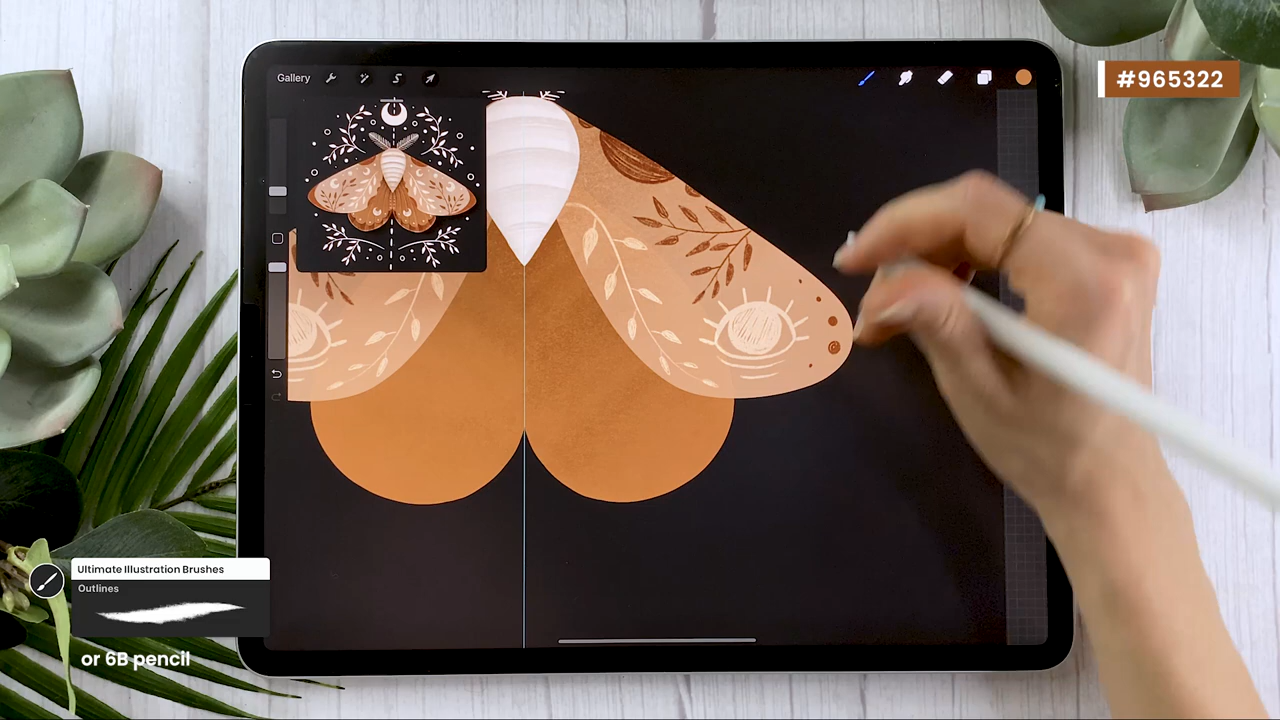 Gallery
#965322
Ultimate Illustration Brushes
Outlines
or 6B pencil